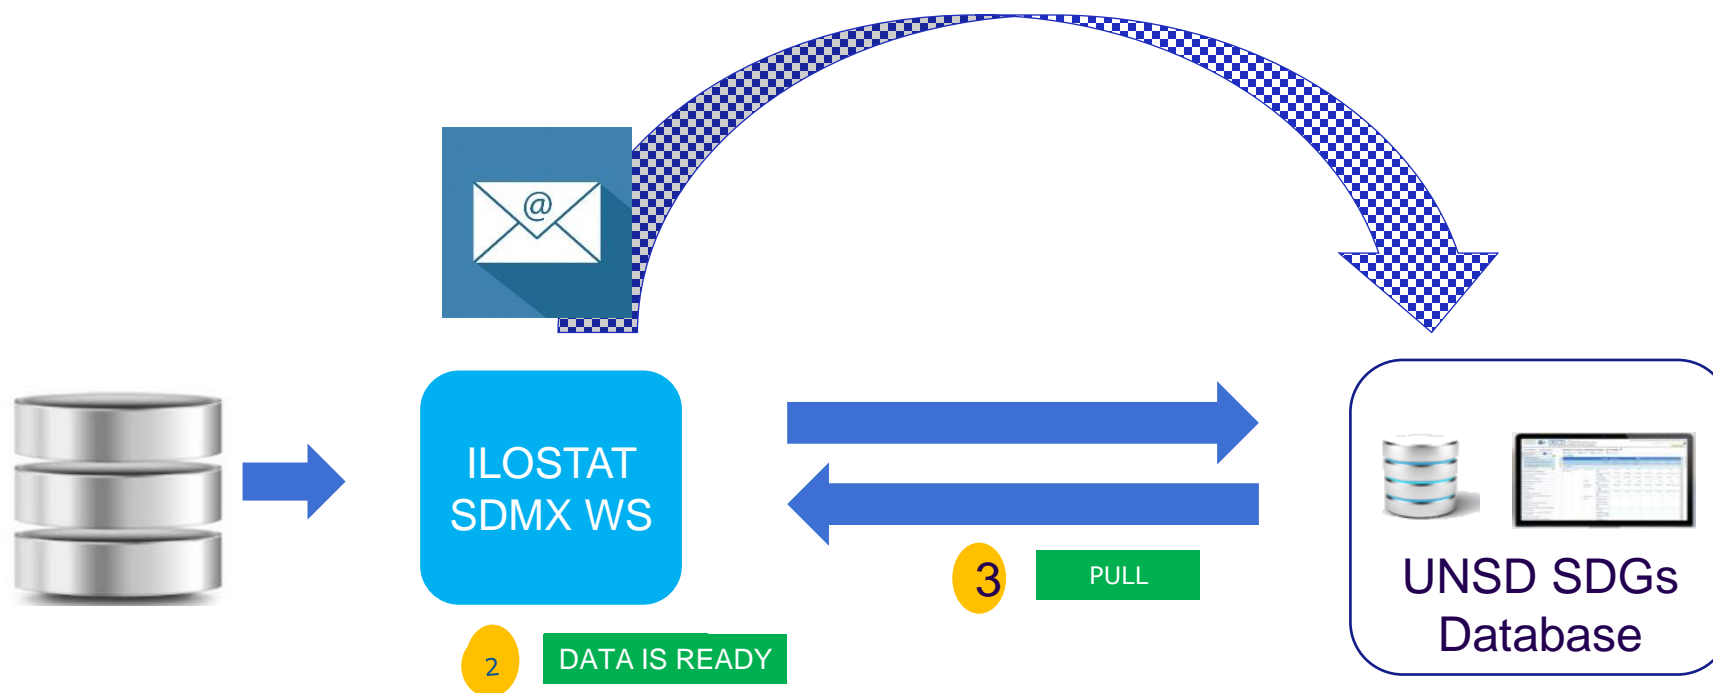 @
ILOSTAT
SDMX WS
3
PULL
UNSD SDGs
Database
2
DATA IS READY